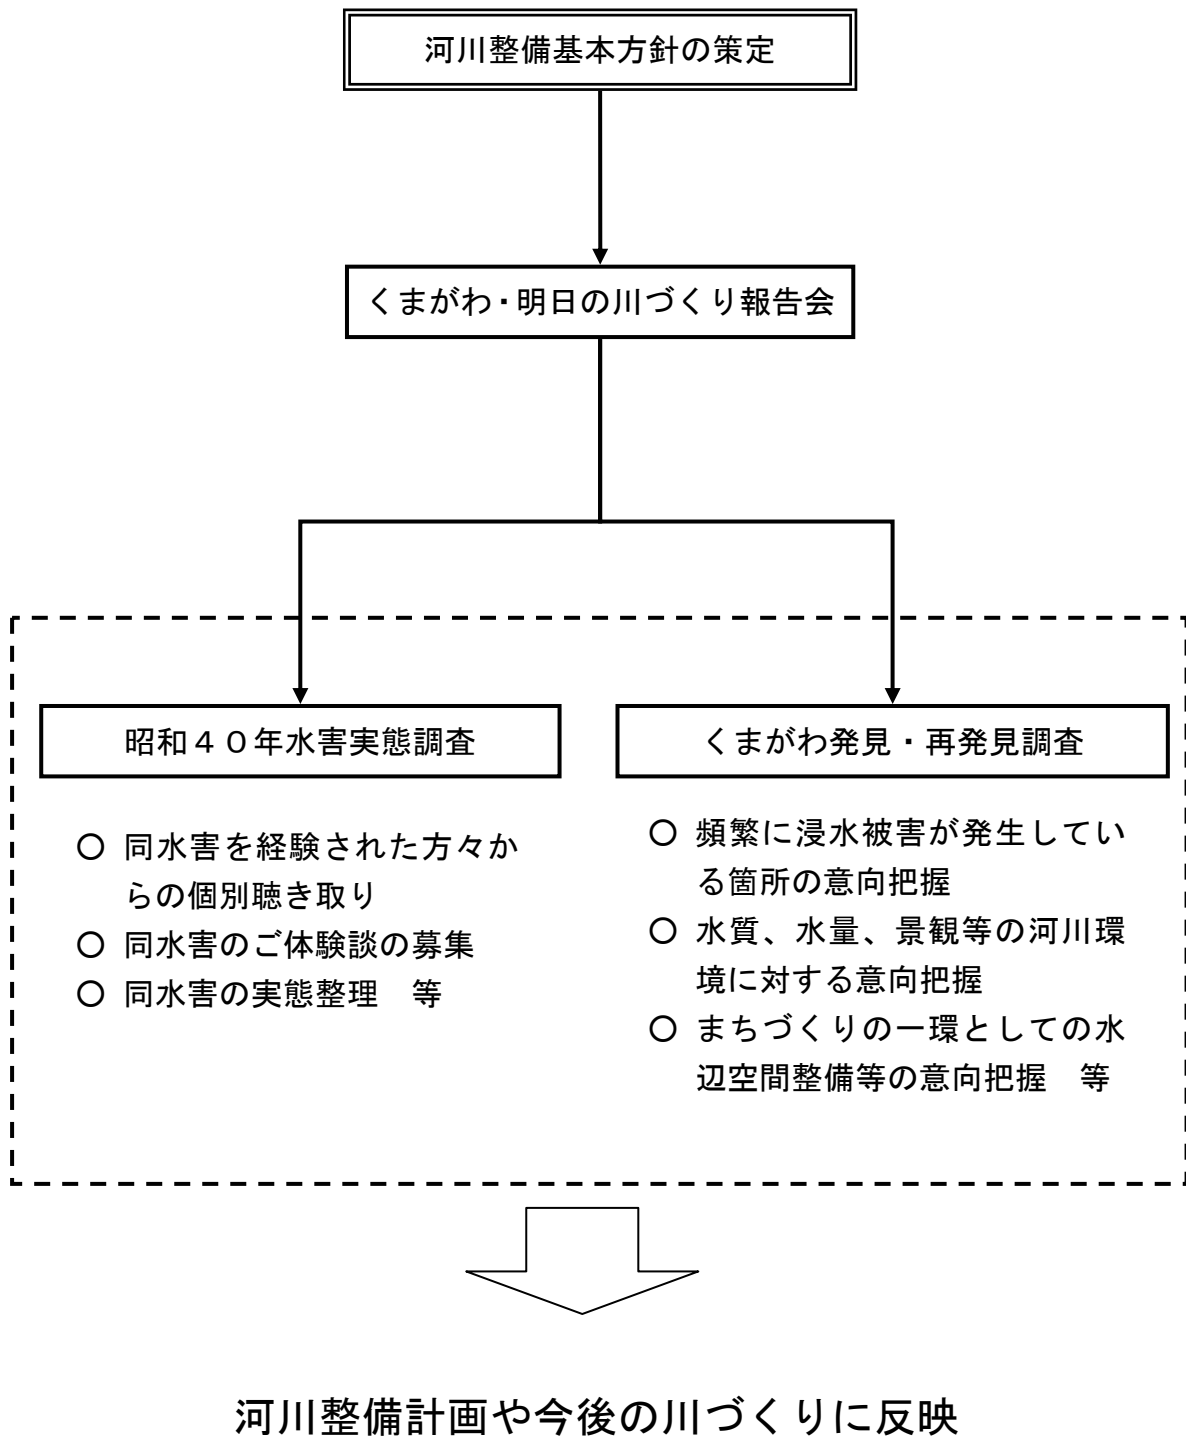 河川整備基本方針の策定
くまがわ・明日の川づくり報告会
昭和４０年水害実態調査
○ 同水害を経験された方々か
らの個別聴き取り
○ 同水害のご体験談の募集
○ 同水害の実態整理　等
くまがわ発見・再発見調査
○ 頻繁に浸水被害が発生してい
る箇所の意向把握
○ 水質、水量、景観等の河川環
境に対する意向把握
○ まちづくりの一環としての水
辺空間整備等の意向把握　等
河川整備計画や今後の川づくりに反映